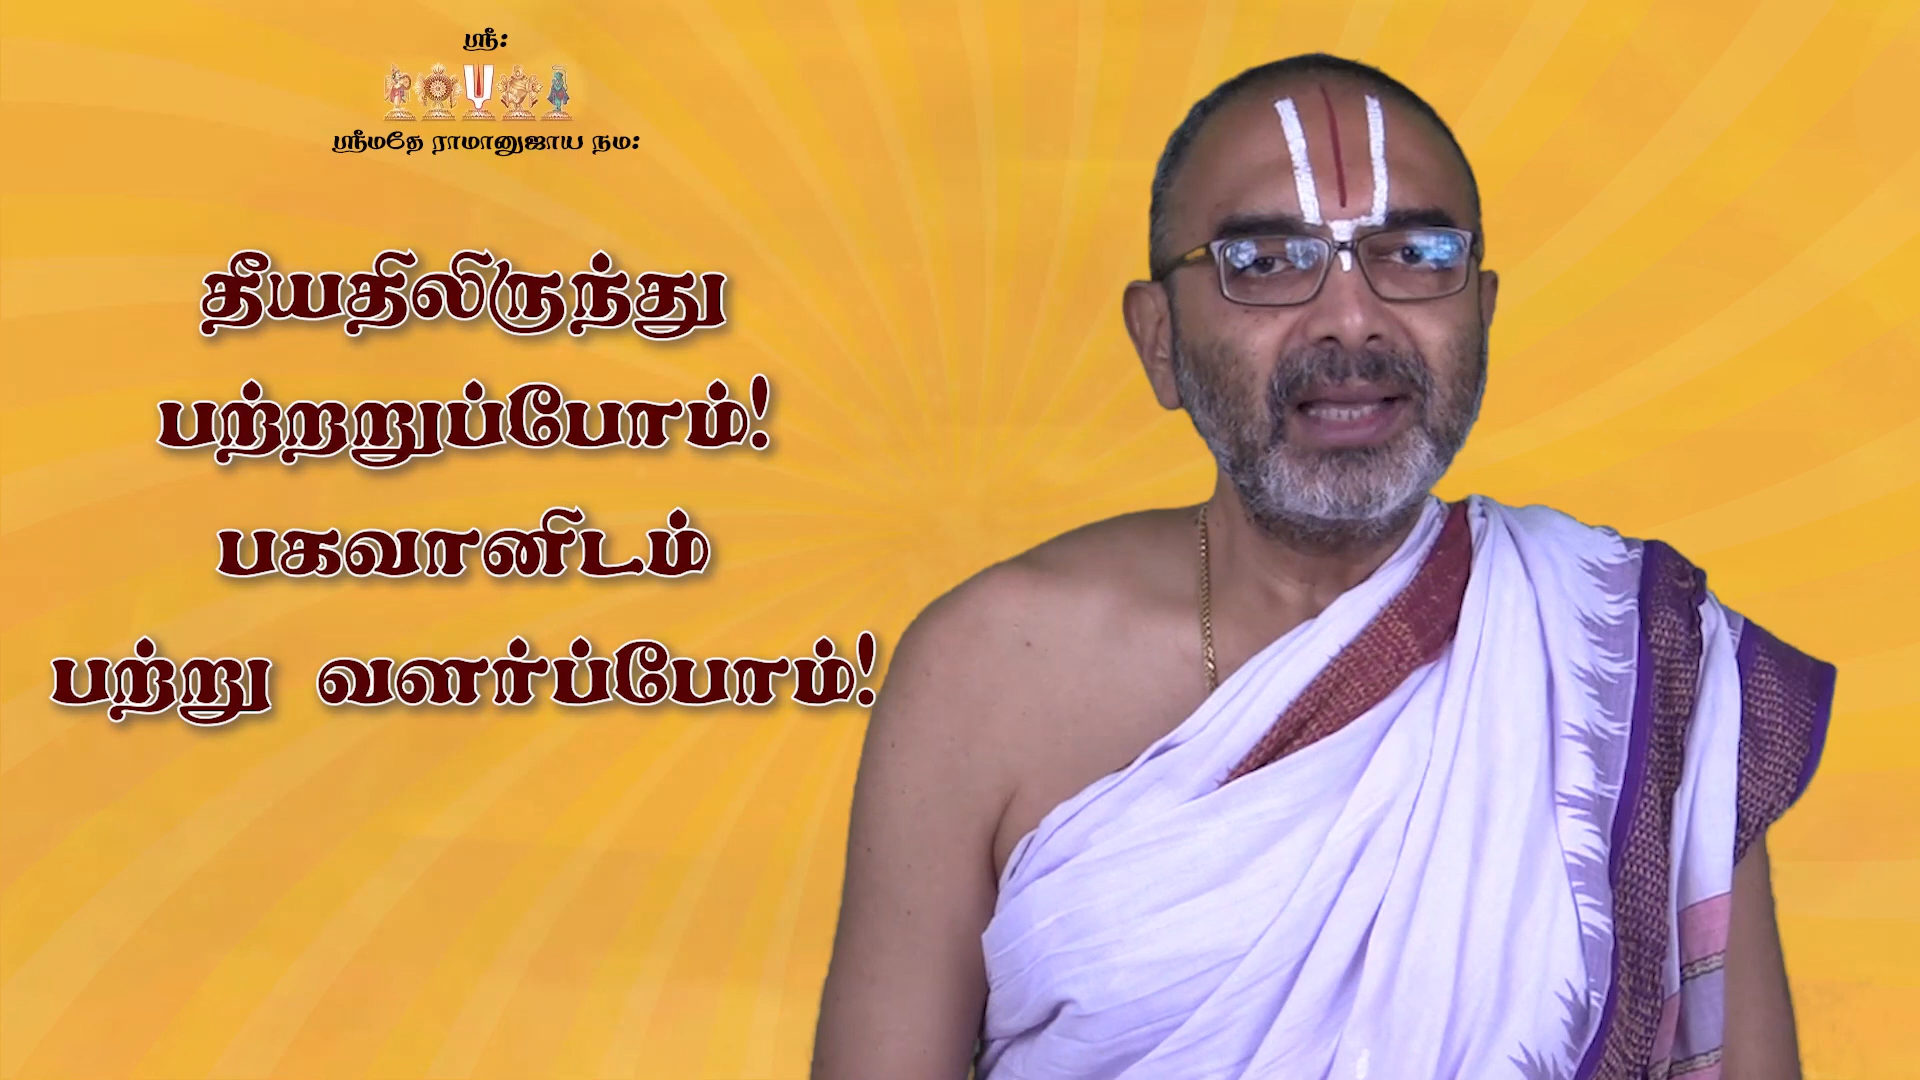 ஸ்ரீ:
ஸ்ரீமதே ராமானுஜாய நம:
தீயதிலிருந்து
பற்றறுப்போம்!
பகவானிடம்
பற்று வளர்ப்போம்!